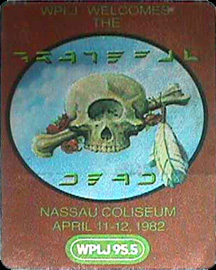 WPLJ WELCOMES
THE
GRATEFUL
DEAD
NASSAU COLISEUM
APRIL 11-12, 1982
WPLJ 95.5